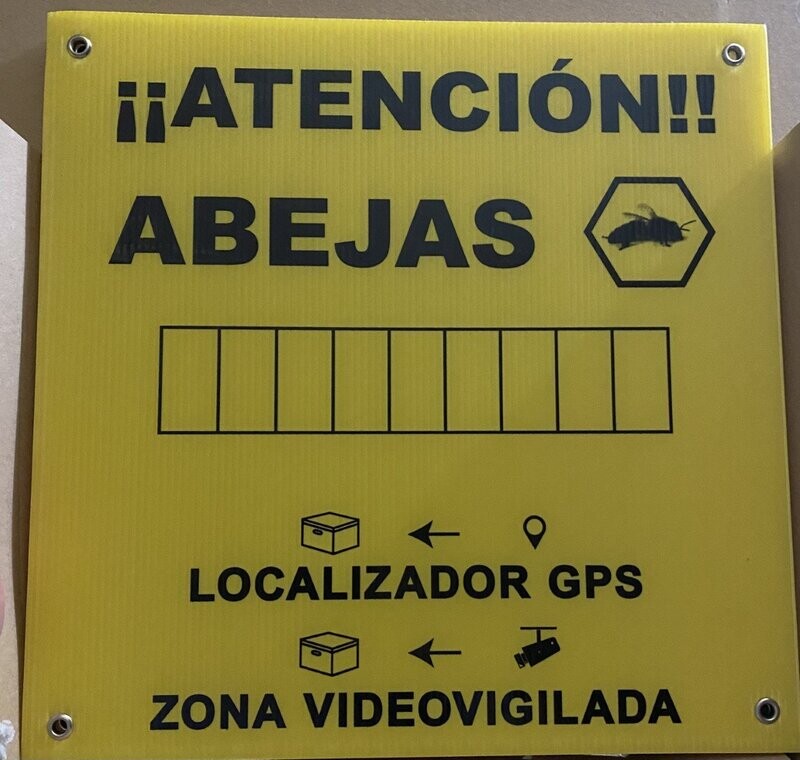 ¡¡ATENCIÓN!!
ABEJAS
LOCALIZADOR GPS
ZONA VIDEOVIGILADA